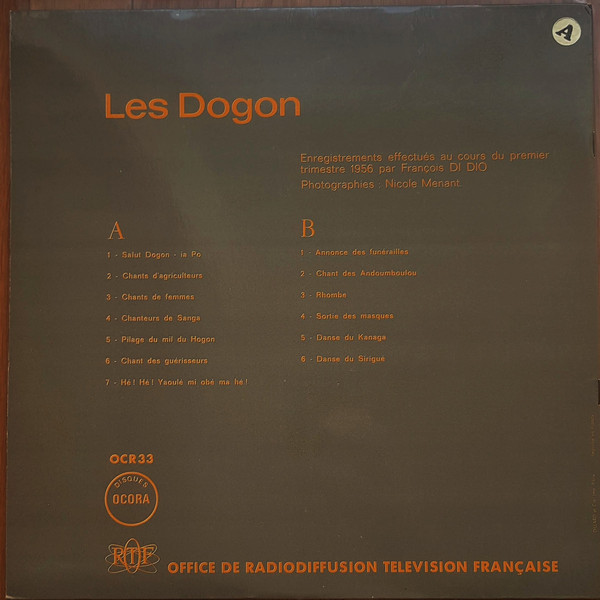 A
Les Dogon
Enregistrements effectués au cours du premier
trimestre 1956 par François DI DIO
Photographies : Nicole Menant
A
1 - Salut Dogon - ia Po
2 - Chants d'agriculteurs
3 - Chants de femmes
4 - Chanteurs de Sanga
5 - Pilage du mil du Hogon
6 - Chant des guérisseurs
7 - Hé ! Hé ! Yaoulé mi obé ma hé !
B
1 - Annonce des funérailles
2 - Chant des Andoumboulou
3 - Rhombe
4 - Sortie des masques
5 - Danse du Kanaga
6 - Danse du Sirigué
OCR33
DISQUES
OCORA
RTF
OFFICE DE RADIODIFFUSION TELEVISION FRANÇAISE